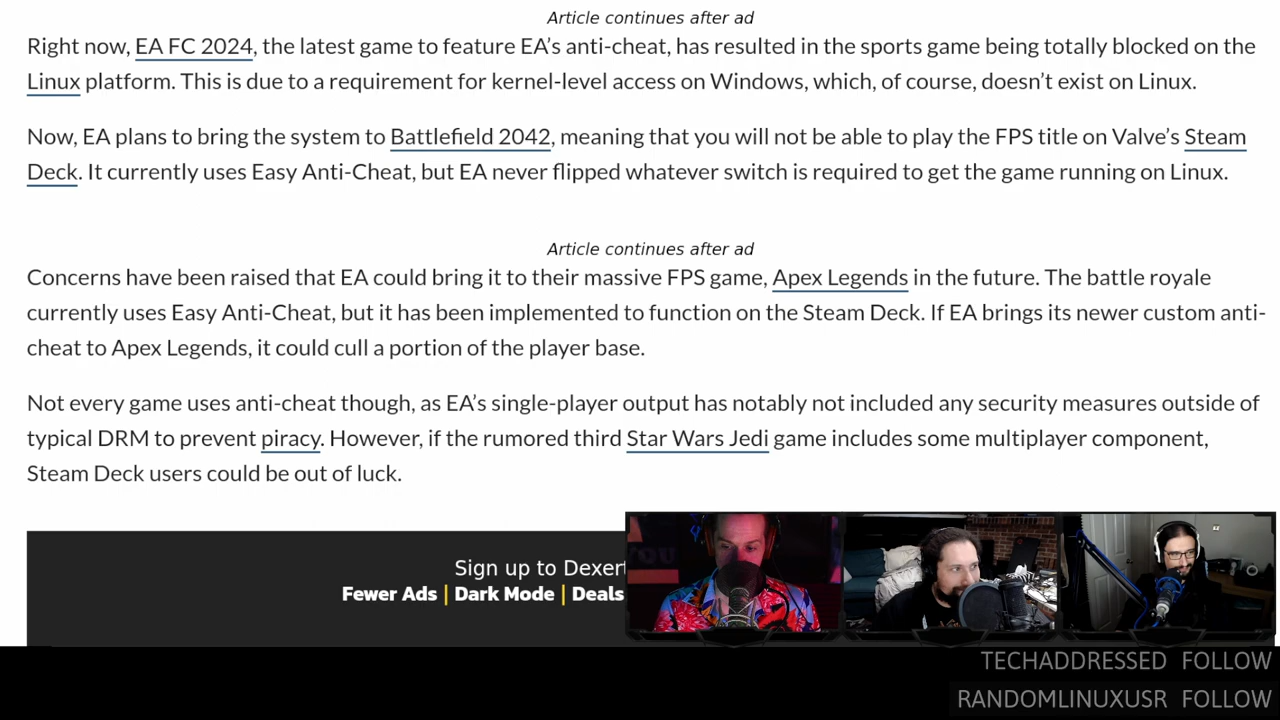 Article continues after ad
Right now, EA FC 2024, the latest game to feature EA’s anti-cheat, has resulted in the sports game being totally blocked on the
Linux platform. This is due to a requirement for kernel-level access on Windows, which, of course, doesn’t exist on Linux.
Now, EA plans to bring the system to Battlefield 2042, meaning that you will not be able to play the FPS title on Valve’s Steam
Deck. It currently uses Easy Anti-Cheat, but EA never flipped whatever switch is required to get the game running on Linux.
Article continues after ad
Concerns have been raised that EA could bring it to their massive FPS game, Apex Legends in the future. The battle royale
currently uses Easy Anti-Cheat, but it has been implemented to function on the Steam Deck. If EA brings its newer custom anti-
cheat to Apex Legends, it could cull a portion of the player base.
Not every game uses anti-cheat though, as EA’s single-player output has notably not included any security measures outside of
typical DRM to prevent piracy. However, if the rumored third Star Wars Jedi game includes some multiplayer component,
Steam Deck users could be out of luck.
Sign up to Dexert
Fewer Ads | Dark Mode | Deals
YOU
TECHADDRESSED FOLLOW
RANDOMLINUXUSR FOLLOW